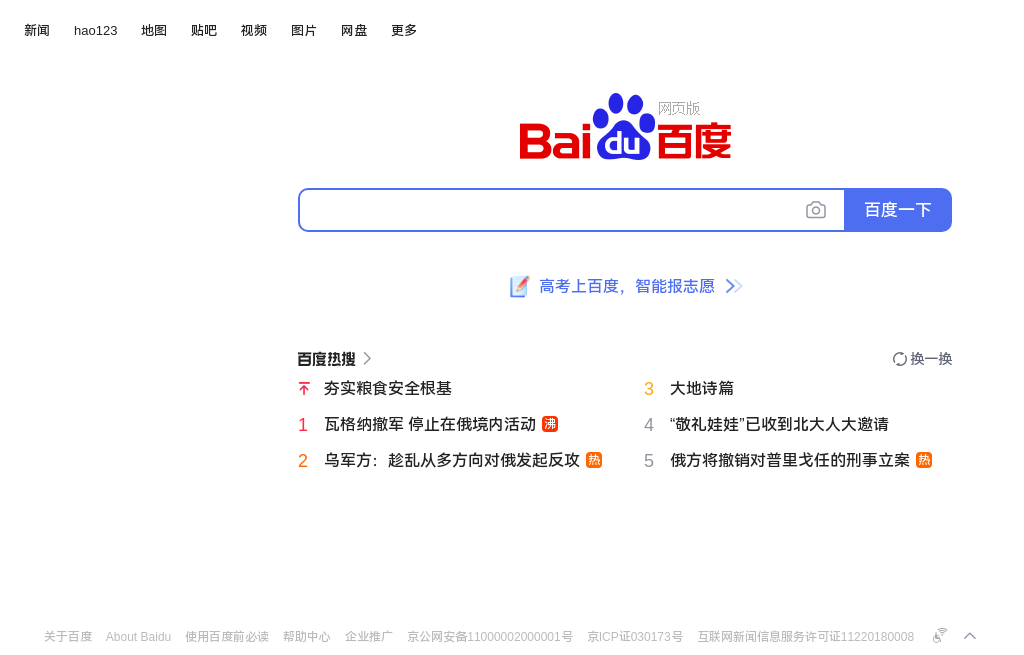 新闻 hao123 地图 贴吧 视频 图片 网盘 更多
网页版
Bai du 百度
百度一下
高考上百度，智能报志愿
百度热搜 换一换
夯实粮食安全根基
1 瓦格纳撤军 停止在俄境内活动 沸
2 乌军方：趁乱从多方向对俄发起反攻 热
3 大地诗篇
4 “敬礼娃娃”已收到北大人大邀请
5 俄方将撤销对普里戈任的刑事立案 热
关于百度 About Baidu 使用百度前必读 帮助中心 企业推广 京公网安备11000002000001号 京ICP证030173号 互联网新闻信息服务许可证11220180008